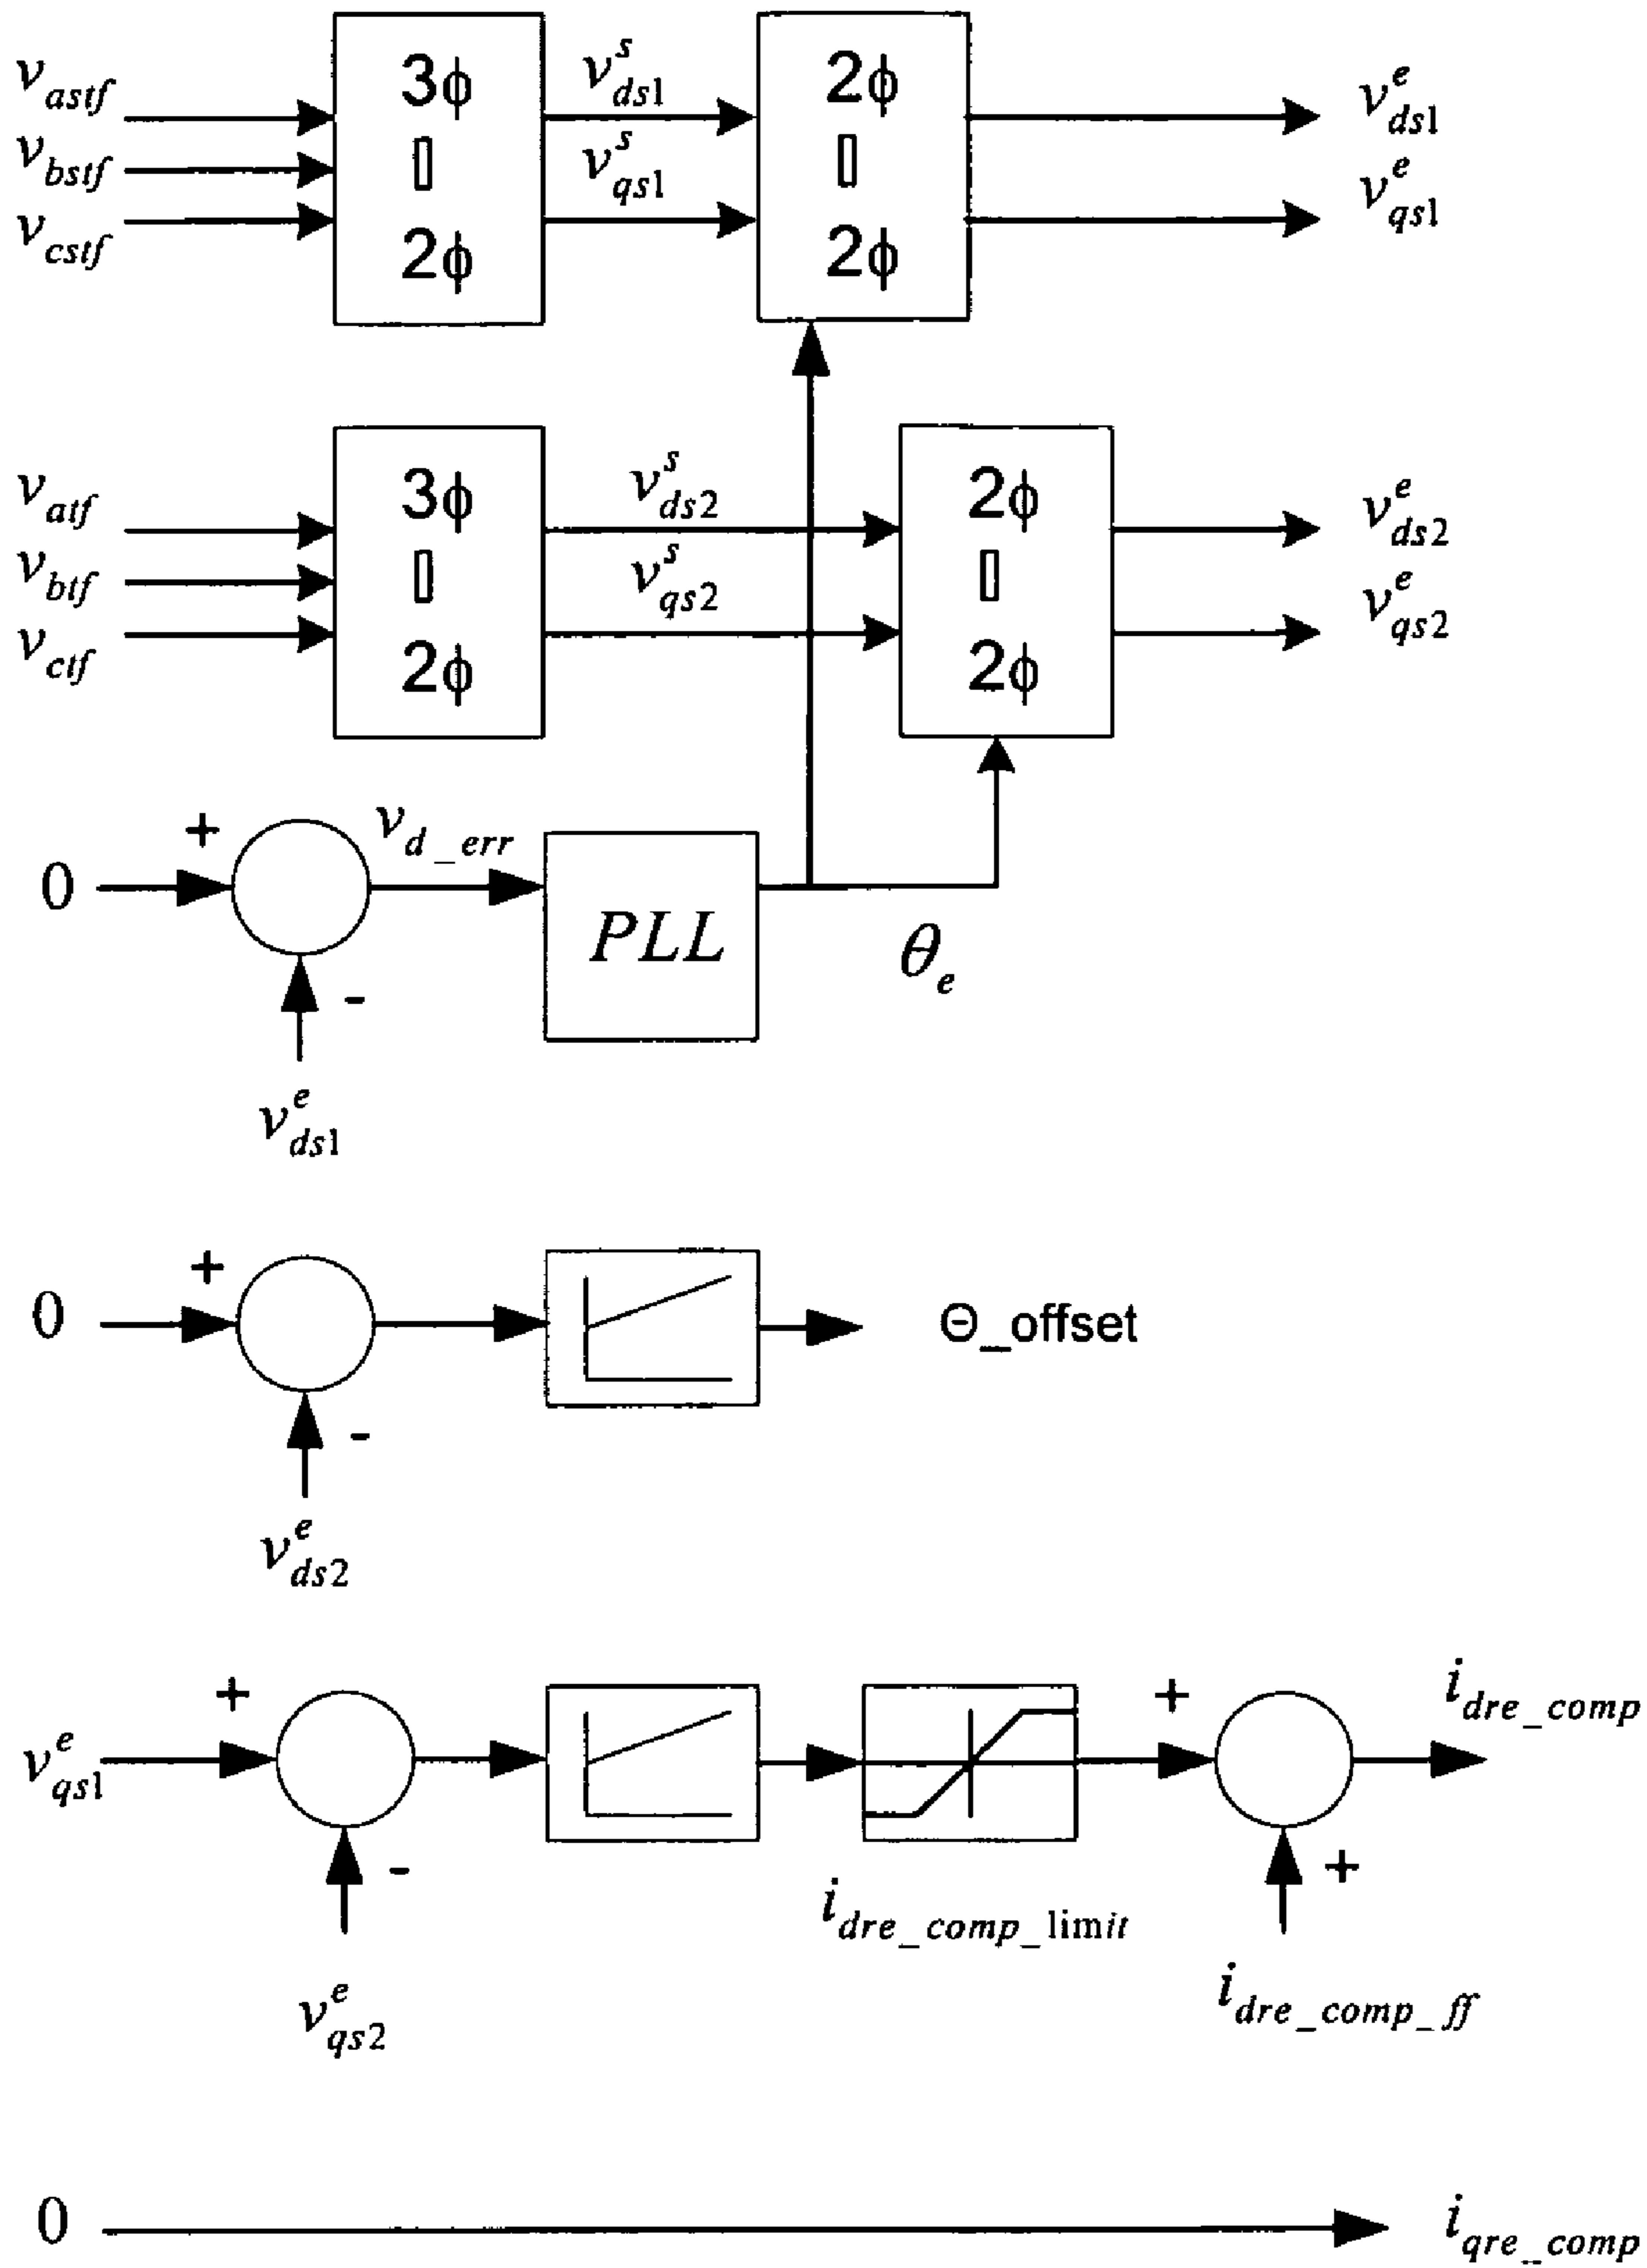 v_astf
v_bstf
v_cstf
3ϕ
▯
2ϕ
v^s_ds1
v^s_qs1
2ϕ
▯
2ϕ
v^e_ds1
v^e_qs1
v_atf
v_btf
v_ctf
3ϕ
▯
2ϕ
v^s_ds2
v^s_qs2
2ϕ
▯
2ϕ
v^e_ds2
v^e_qs2
0
+
-
v_d_err
PLL
θ_e
v^e_ds1
0
+
-
Θ_offset
v^e_ds2
v^e_qs1
+
-
v^e_qs2
i_dre_comp_limit
+
+
i_dre_comp
i_dre_comp_ff
0
i_qre_comp